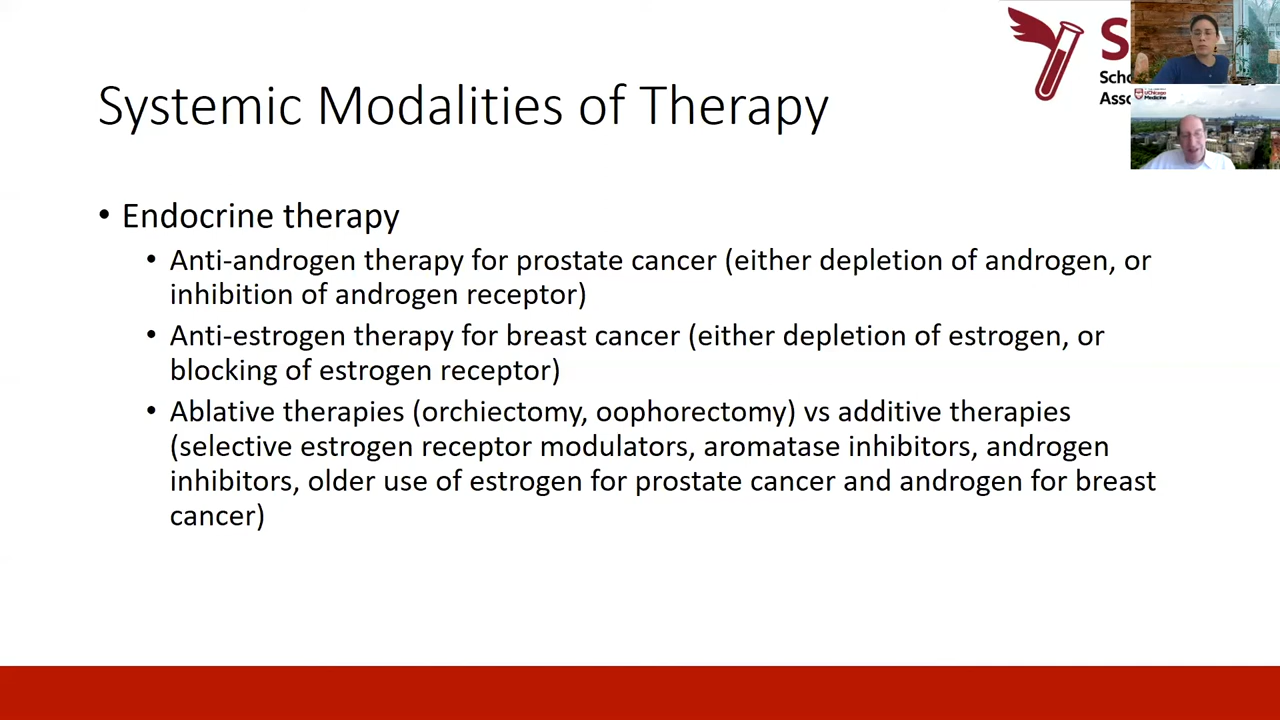 Systemic Modalities of Therapy
UChicago
Medicine
• Endocrine therapy
• Anti-androgen therapy for prostate cancer (either depletion of androgen, or
inhibition of androgen receptor)
• Anti-estrogen therapy for breast cancer (either depletion of estrogen, or
blocking of estrogen receptor)
• Ablative therapies (orchiectomy, oophorectomy) vs additive therapies
(selective estrogen receptor modulators, aromatase inhibitors, androgen
inhibitors, older use of estrogen for prostate cancer and androgen for breast
cancer)